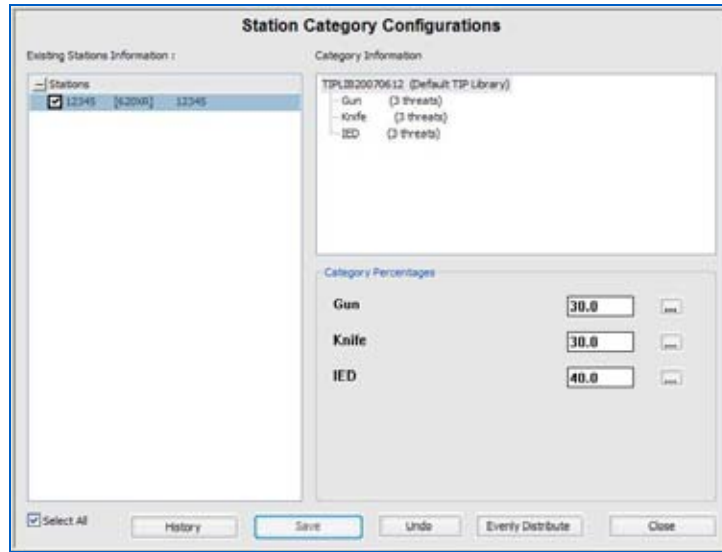 Station Category Configurations
Existing Stations Information :
Category Information
Stations
12345 [620XR] 12345
TIPLIB20070612 (Default TIP Library)
Gun (3 threats)
Knife (3 threats)
IED (3 threats)
Category Percentages
Gun 30.0 ...
Knife 30.0 ...
IED 40.0 ...
Select All
History
Save
Undo
Evenly Distribute
Close